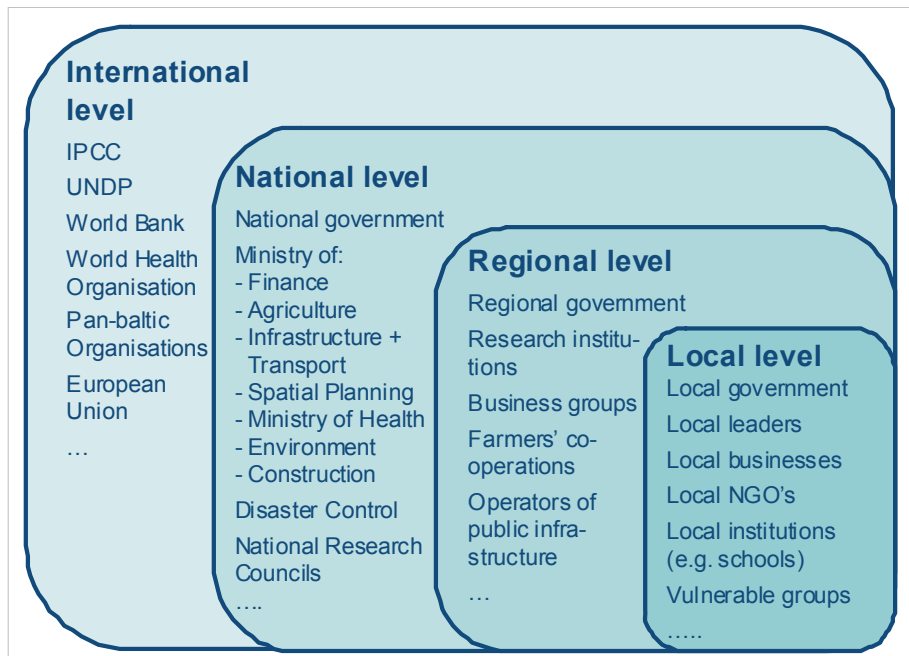 International
level
IPCC
UNDP
World Bank
World Health
Organisation
Pan-baltic
Organisations
European
Union
…
National level
National government
Ministry of:
- Finance
- Agriculture
- Infrastructure +
Transport
- Spatial Planning
- Ministry of Health
- Environment
- Construction
Disaster Control
National Research
Councils
….
Regional level
Regional government
Research institu-
tions
Business groups
Farmers’ co-
operations
Operators of
public infra-
structure
…
Local level
Local government
Local leaders
Local businesses
Local NGO’s
Local institutions
(e.g. schools)
Vulnerable groups
…..